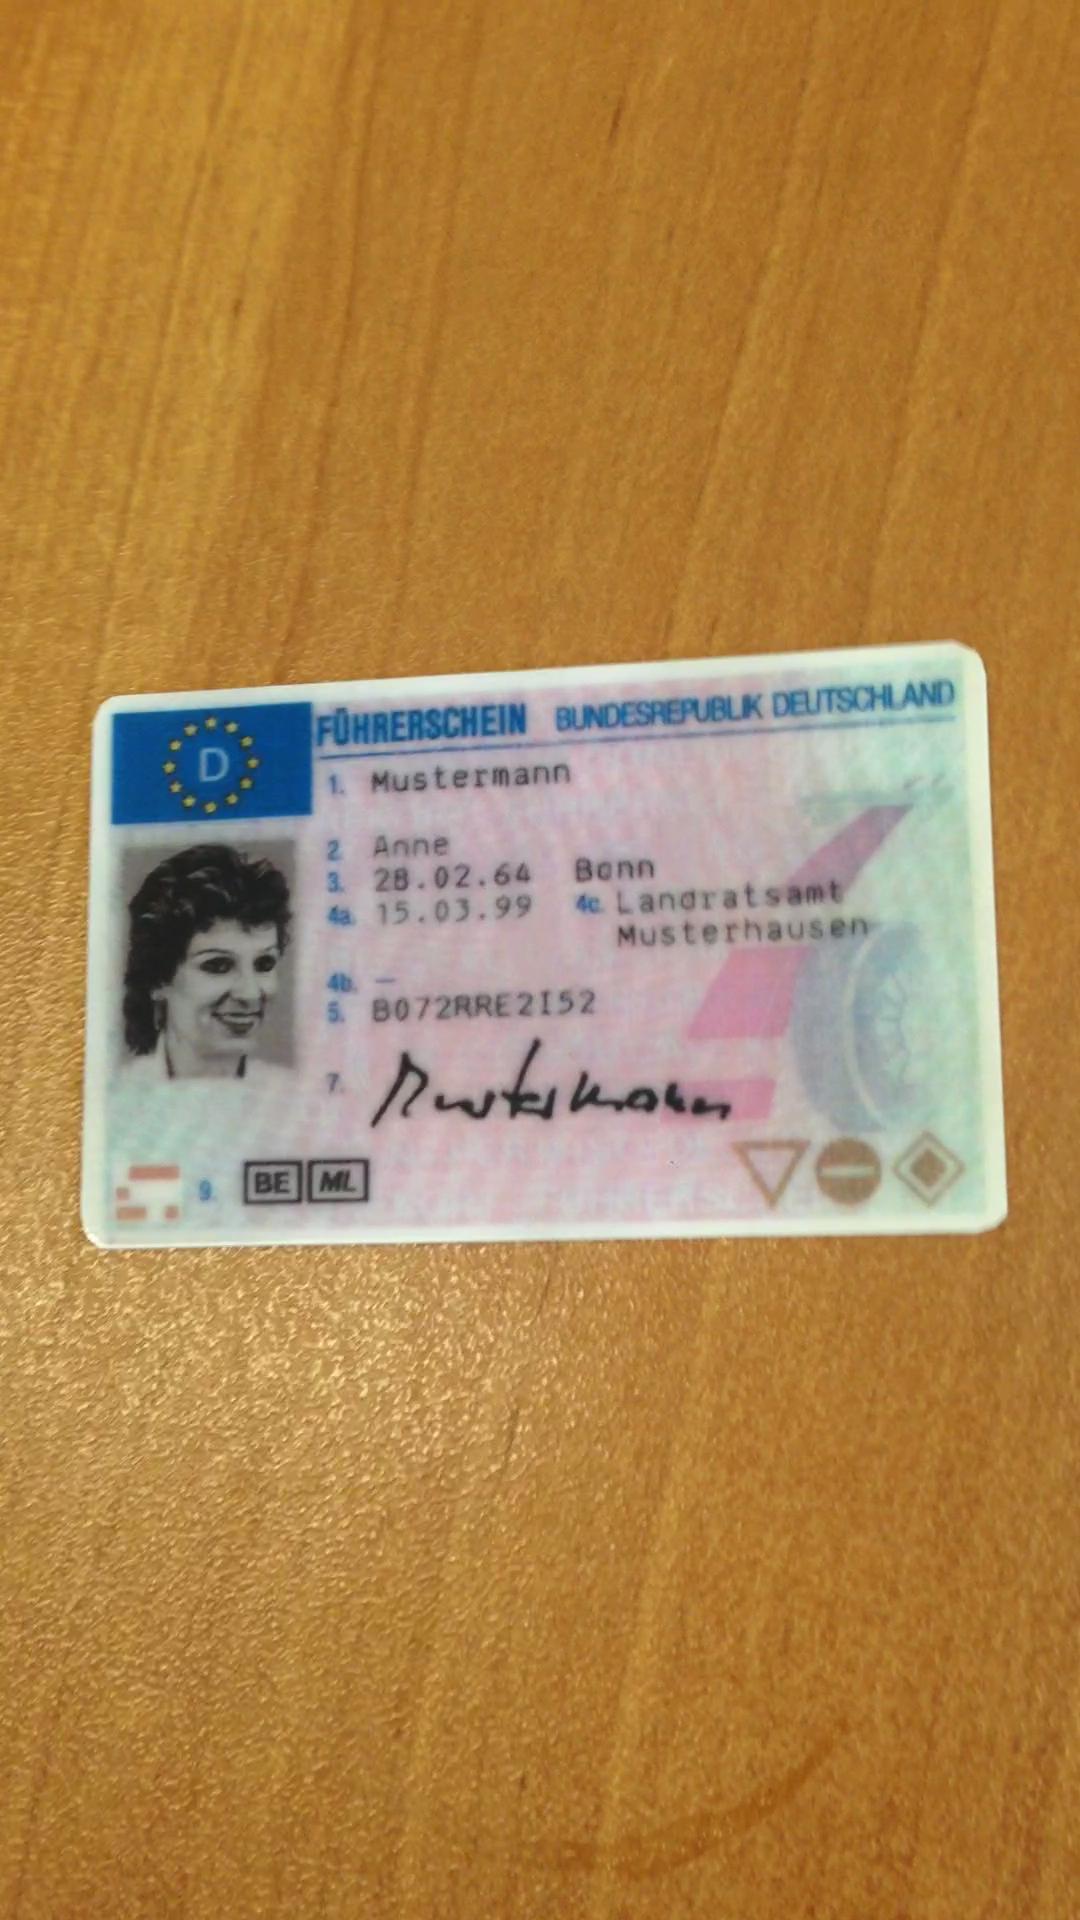 D
FÜHRERSCHEIN BUNDESREPUBLIK DEUTSCHLAND
1. Mustermann
2. Anne
3. 28.02.64 Bonn
4a. 15.03.99 4c. Landratsamt
Musterhausen
4b. –
5. B072RRE2I52
7. Mustermann
9. BE ML